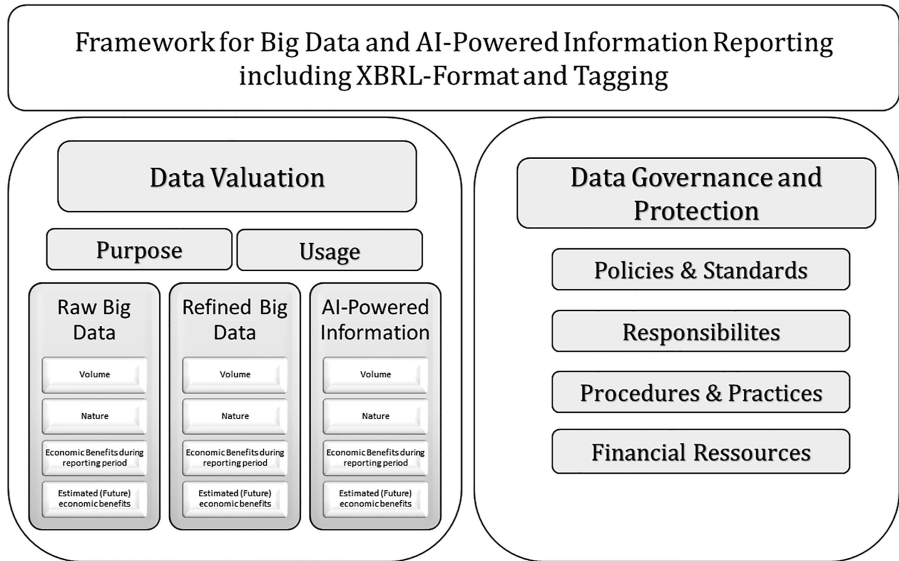 Framework for Big Data and AI-Powered Information Reporting
including XBRL-Format and Tagging
Data Valuation
Purpose
Usage
Raw Big
Data
Volume
Nature
Economic Benefits during
reporting period
Estimated (Future)
economic benefits
Refined Big
Data
Volume
Nature
Economic Benefits during
reporting period
Estimated (Future)
economic benefits
AI-Powered
Information
Volume
Nature
Economic Benefits during
reporting period
Estimated (Future)
economic benefits
Data Governance and
Protection
Policies & Standards
Responsibilites
Procedures & Practices
Financial Ressources